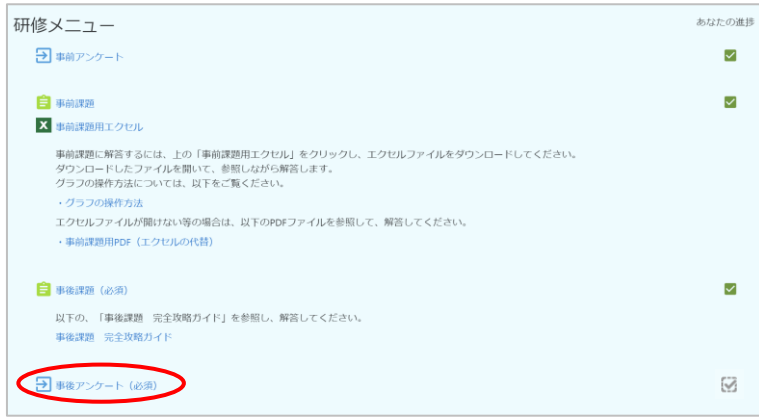 研修メニュー
あなたの進捗
事前アンケート
事前課題
事前課題用エクセル
事前課題に解答するには、上の「事前課題用エクセル」をクリックし、エクセルファイルをダウンロードしてください。
ダウンロードしたファイルを開いて、参照しながら解答します。
グラフの操作方法については、以下をご覧ください。
・グラフの操作方法
エクセルファイルが開けない等の場合は、以下のPDFファイルを参照して、解答してください。
・事前課題用PDF（エクセルの代替）
事後課題（必須）
以下の、「事後課題　完全攻略ガイド」を参照し、解答してください。
事後課題　完全攻略ガイド
事後アンケート（必須）